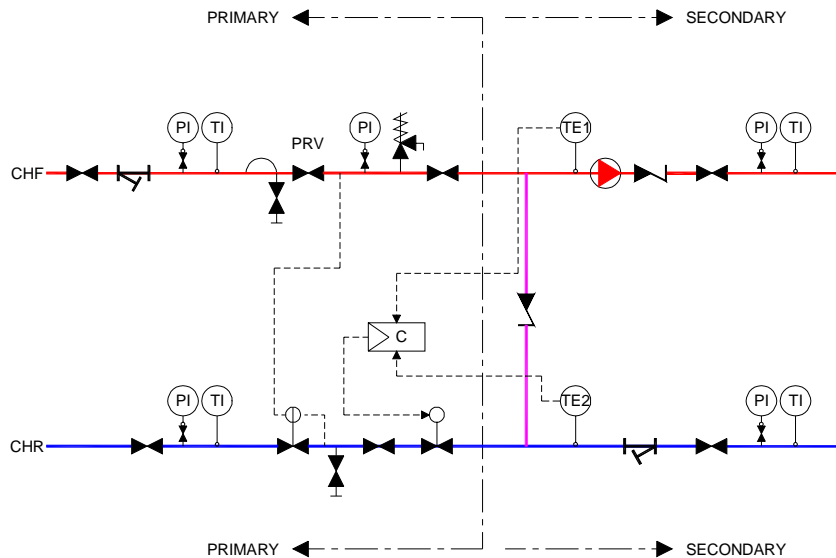 PRIMARY SECONDARY
PI TI PRV PI TE1 PI TI
CHF
C
PI TI TE2 PI TI
CHR
PRIMARY SECONDARY